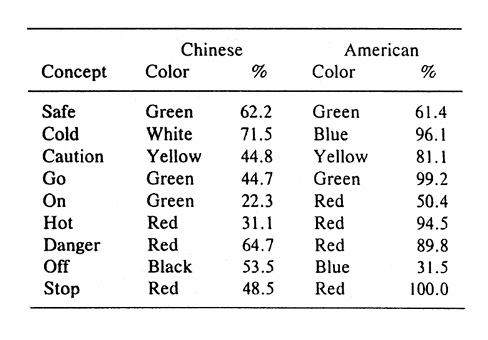 Chinese American
Concept Color % Color %
Safe Green 62.2 Green 61.4
Cold White 71.5 Blue 96.1
Caution Yellow 44.8 Yellow 81.1
Go Green 44.7 Green 99.2
On Green 22.3 Red 50.4
Hot Red 31.1 Red 94.5
Danger Red 64.7 Red 89.8
Off Black 53.5 Blue 31.5
Stop Red 48.5 Red 100.0